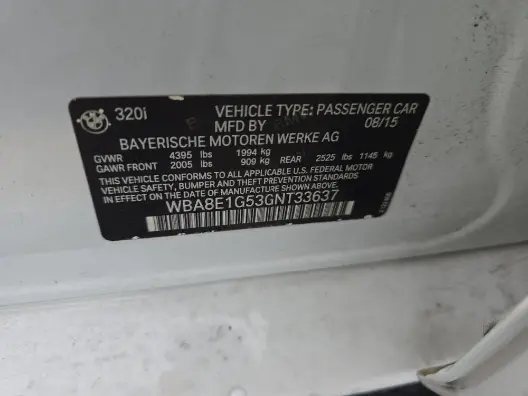 320i VEHICLE TYPE: PASSENGER CAR
MFD BY 08/15
BAYERISCHE MOTOREN WERKE AG
GVWR 4395 lbs 1994 kg
GAWR FRONT 2005 lbs 909 kg REAR 2525 lbs 1145 kg
THIS VEHICLE CONFORMS TO ALL APPLICABLE U.S. FEDERAL MOTOR
VEHICLE SAFETY, BUMPER AND THEFT PREVENTION STANDARDS
IN EFFECT ON THE DATE OF MANUFACTURE SHOWN ABOVE.
WBA8E1G53GNT33637